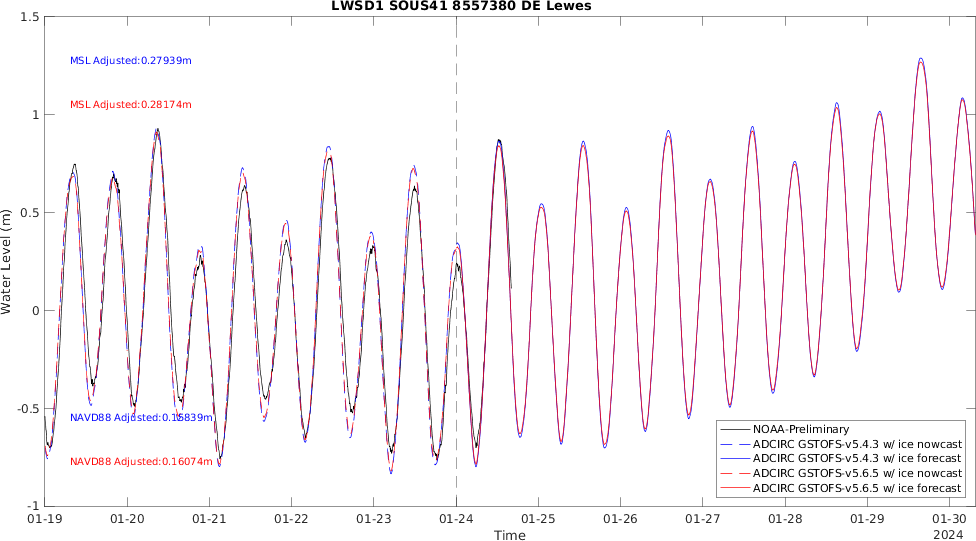 LWSD1 SOUS41 8557380 DE Lewes
1.5
1
0.5
0
-0.5
-1
Water Level (m)
MSL Adjusted:0.27939m
MSL Adjusted:0.28174m
NAVD88 Adjusted:0.15839m
NAVD88 Adjusted:0.16074m
NOAA-Preliminary
ADCIRC GSTOFS-v5.4.3 w/ ice nowcast
ADCIRC GSTOFS-v5.4.3 w/ ice forecast
ADCIRC GSTOFS-v5.6.5 w/ ice nowcast
ADCIRC GSTOFS-v5.6.5 w/ ice forecast
01-19 01-20 01-21 01-22 01-23 01-24 01-25 01-26 01-27 01-28 01-29 01-30
Time
2024